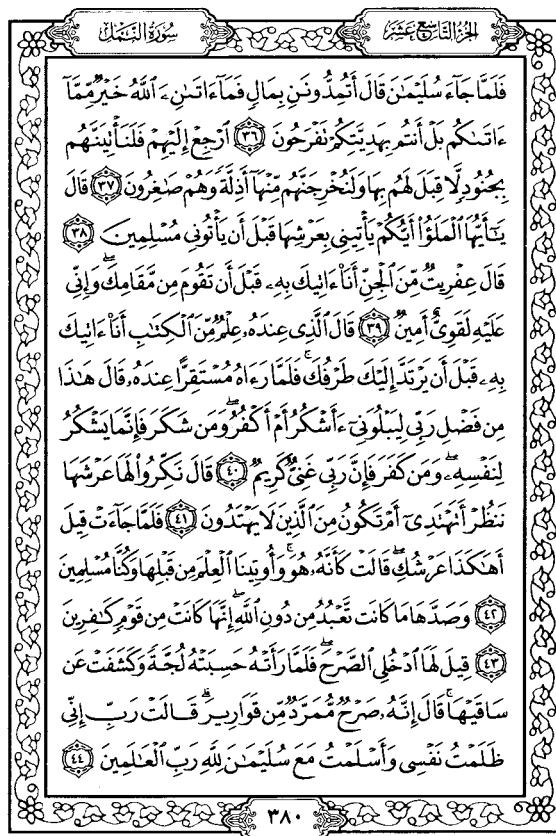 الجزء التاسع عشر
سورة النمل
فَلَمَّا جَآءَ سُلَيْمَٰنَ قَالَ أَتُمِدُّونَنِ بِمَالٍ فَمَآ ءَاتَىٰنِۦَ ٱللَّهُ خَيْرٌ مِّمَّآ
ءَاتَىٰكُم بَلْ أَنتُم بِهَدِيَّتِكُمْ تَفْرَحُونَ ٣٦ ٱرْجِعْ إِلَيْهِمْ فَلَنَأْتِيَنَّهُم
بِجُنُودٍ لَّا قِبَلَ لَهُم بِهَا وَلَنُخْرِجَنَّهُم مِّنْهَآ أَذِلَّةً وَهُمْ صَٰغِرُونَ ٣٧ قَالَ
يَٰٓأَيُّهَا ٱلْمَلَؤُا۟ أَيُّكُمْ يَأْتِينِى بِعَرْشِهَا قَبْلَ أَن يَأْتُونِى مُسْلِمِينَ ٣٨
قَالَ عِفْرِيتٌ مِّنَ ٱلْجِنِّ أَنَا۠ ءَاتِيكَ بِهِۦ قَبْلَ أَن تَقُومَ مِن مَّقَامِكَ ۖ وَإِنِّى
عَلَيْهِ لَقَوِىٌّ أَمِينٌ ٣٩ قَالَ ٱلَّذِى عِندَهُۥ عِلْمٌ مِّنَ ٱلْكِتَٰبِ أَنَا۠ ءَاتِيكَ
بِهِۦ قَبْلَ أَن يَرْتَدَّ إِلَيْكَ طَرْفُكَ ۚ فَلَمَّا رَءَاهُ مُسْتَقِرًّا عِندَهُۥ قَالَ هَٰذَا
مِن فَضْلِ رَبِّى لِيَبْلُوَنِىٓ ءَأَشْكُرُ أَمْ أَكْفُرُ ۖ وَمَن شَكَرَ فَإِنَّمَا يَشْكُرُ
لِنَفْسِهِۦ ۖ وَمَن كَفَرَ فَإِنَّ رَبِّى غَنِىٌّ كَرِيمٌ ٤٠ قَالَ نَكِّرُوا۟ لَهَا عَرْشَهَا
نَنظُرْ أَتَهْتَدِىٓ أَمْ تَكُونُ مِنَ ٱلَّذِينَ لَا يَهْتَدُونَ ٤١ فَلَمَّا جَآءَتْ قِيلَ
أَهَٰكَذَا عَرْشُكِ ۖ قَالَتْ كَأَنَّهُۥ هُوَ ۚ وَأُوتِينَا ٱلْعِلْمَ مِن قَبْلِهَا وَكُنَّا مُسْلِمِينَ
٤٢ وَصَدَّهَا مَا كَانَت تَّعْبُدُ مِن دُونِ ٱللَّهِ ۖ إِنَّهَا كَانَتْ مِن قَوْمٍ كَٰفِرِينَ
٤٣ قِيلَ لَهَا ٱدْخُلِى ٱلصَّرْحَ ۖ فَلَمَّا رَأَتْهُ حَسِبَتْهُ لُجَّةً وَكَشَفَتْ عَن
سَاقَيْهَا ۚ قَالَ إِنَّهُۥ صَرْحٌ مُّمَرَّدٌ مِّن قَوَارِيرَ ۗ قَالَتْ رَبِّ إِنِّى
ظَلَمْتُ نَفْسِى وَأَسْلَمْتُ مَعَ سُلَيْمَٰنَ لِلَّهِ رَبِّ ٱلْعَٰلَمِينَ ٤٤
٣٨٠